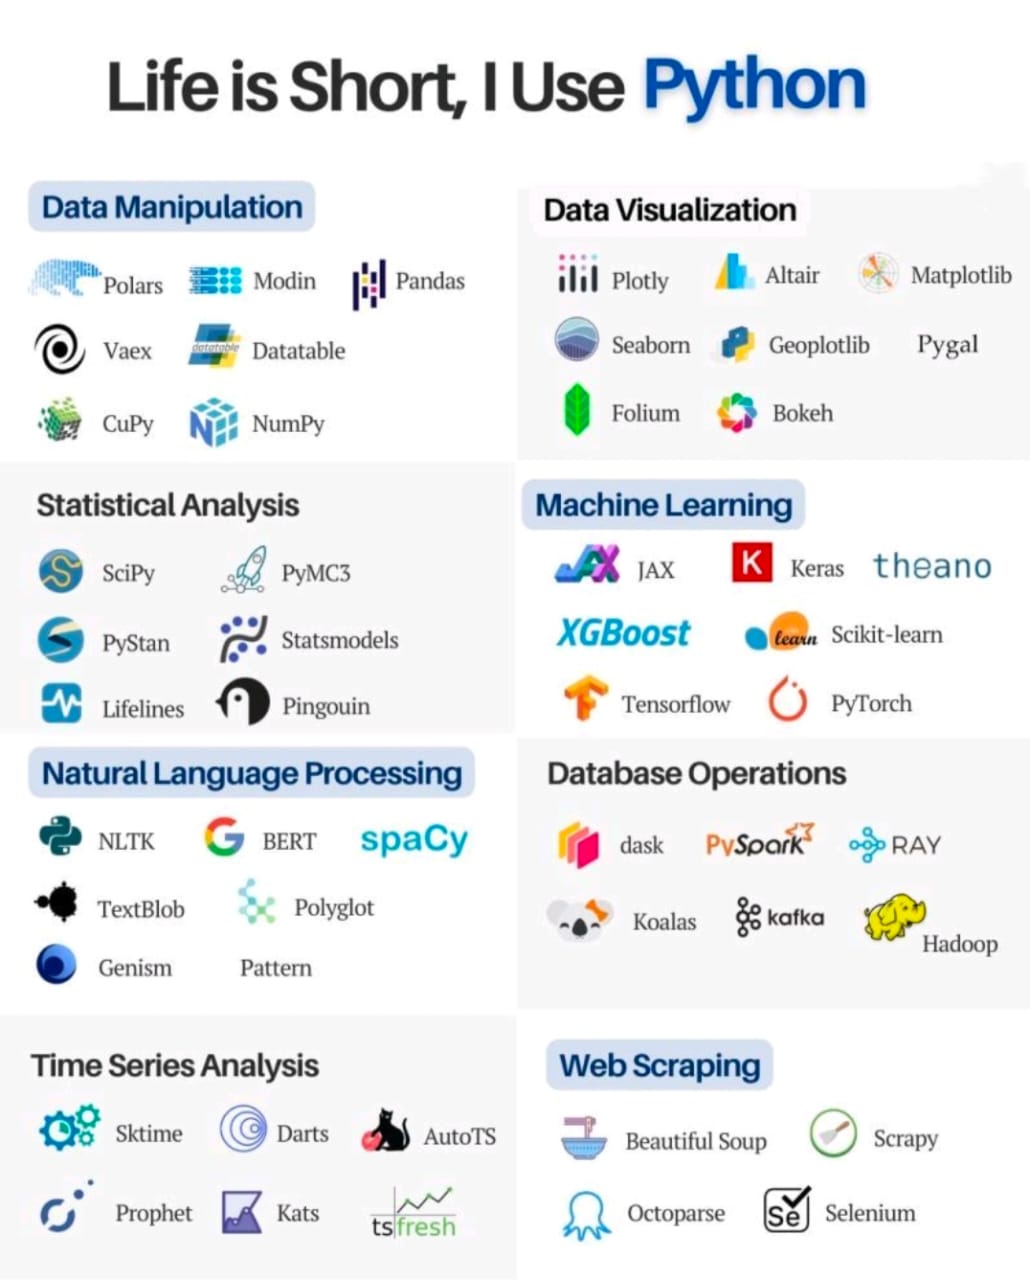 Life is Short, I Use Python
Data Manipulation
Polars Modin Pandas
Vaex datatable Datatable
CuPy NumPy
Data Visualization
Plotly Altair Matplotlib
Seaborn Geoplotlib Pygal
Folium Bokeh
Statistical Analysis
SciPy PyMC3
PyStan Statsmodels
Lifelines Pingouin
Machine Learning
JAX JAX K Keras theano
XGBoost learn Scikit-learn
Tensorflow PyTorch
Natural Language Processing
NLTK G BERT spaCy
TextBlob Polyglot
Genism Pattern
Database Operations
dask PySpark RAY
Koalas kafka Hadoop
Time Series Analysis
Sktime Darts AutoTS
Prophet Kats tsfresh
Web Scraping
Beautiful Soup Scrapy
Octoparse Se Selenium